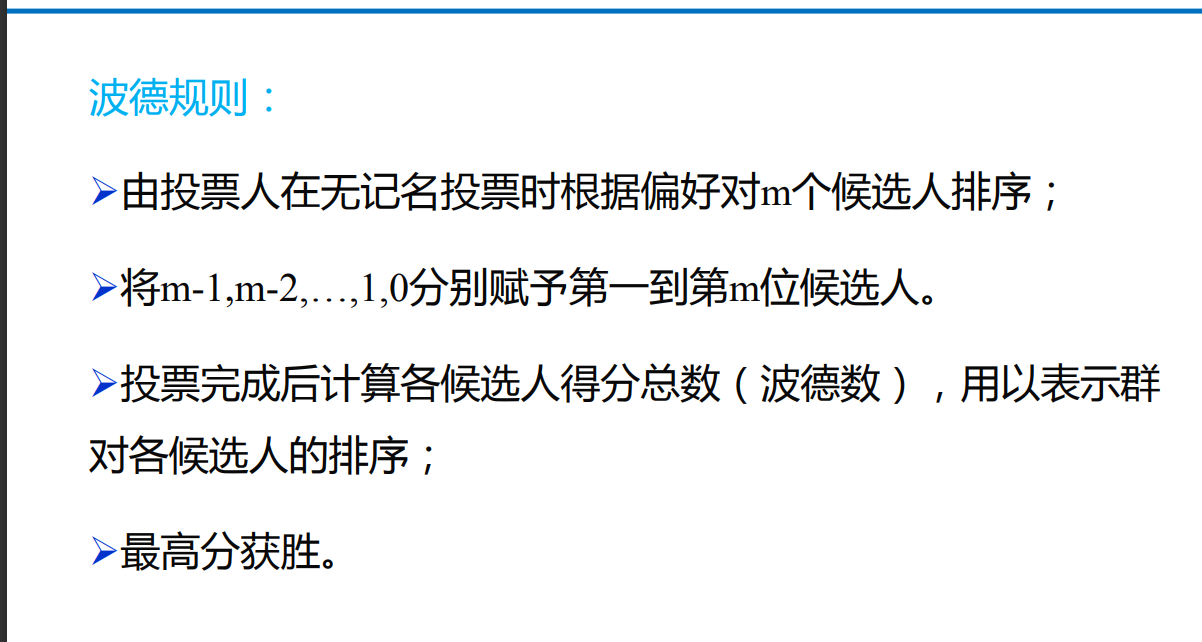 波德规则：
➢由投票人在无记名投票时根据偏好对m个候选人排序；
➢将m-1,m-2,…,1,0分别赋予第一到第m位候选人。
➢投票完成后计算各候选人得分总数（波德数），用以表示群
对各候选人的排序；
➢最高分获胜。